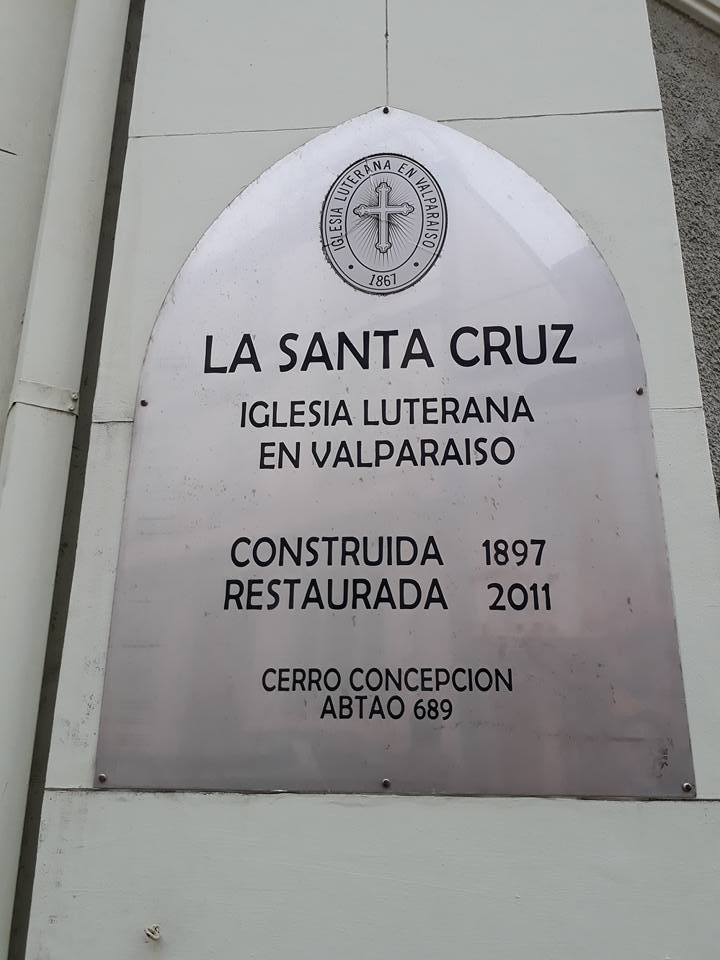 IGLESIA LUTERANA EN VALPARAISO
• 1867 •
LA SANTA CRUZ
IGLESIA LUTERANA
EN VALPARAISO
CONSTRUIDA 1897
RESTAURADA 2011
CERRO CONCEPCION
ABTAO 689